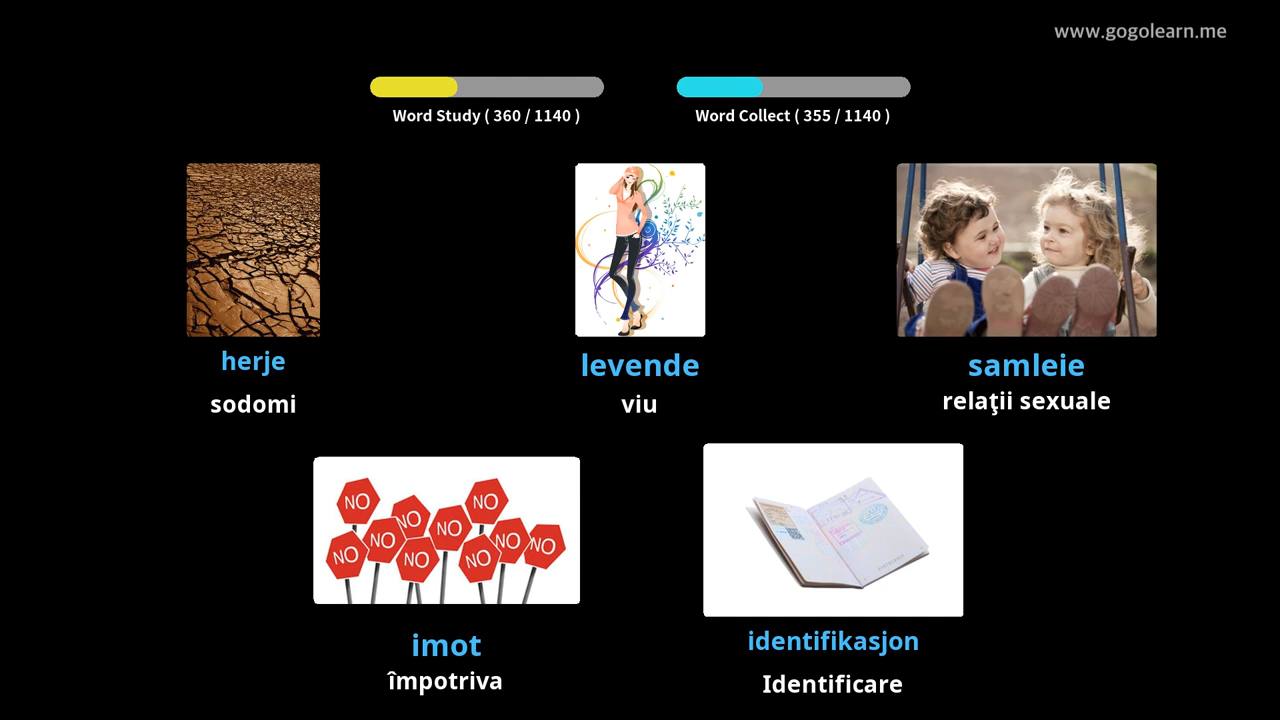 www.gogolearn.me
Word Study ( 360 / 1140 )
Word Collect ( 355 / 1140 )
herje
sodomi
levende
viu
samleie
relaţii sexuale
NO
NO
NO
NO
NO
NO
NO
NO
NO
NO
imot
împotriva
identifikasjon
Identificare